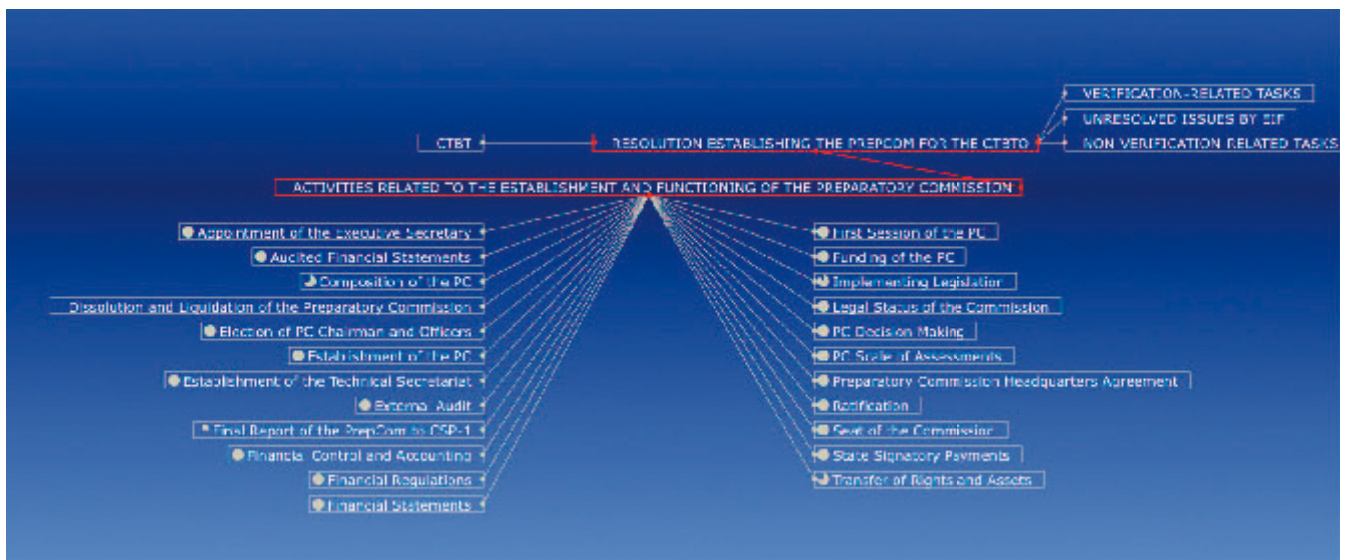 VERIFICATION-RELATED TASKS
UNRESOLVED ISSUES BY EIF
CTBT
RESOLUTION ESTABLISHING THE PREPCOM FOR THE CTBTO
NON VERIFICATION RELATED TASKS
ACTIVITIES RELATED TO THE ESTABLISHMENT AND FUNCTIONING OF THE PREPARATORY COMMISSION
Appointment of the Executive Secretary
Audited Financial Statements
Composition of the PC
Dissolution and Liquidation of the Preparatory Commission
Election of PC Chairman and Officers
Establishment of the PC
Establishment of the Technical Secretariat
External Audit
Final Report of the PrepCom to CSP-1
Financial Control and Accounting
Financial Regulations
Financial Statements
First Session of the PC
Funding of the PC
Implementing Legislation
Legal Status of the Commission
PC Decision Making
PC Scale of Assessments
Preparatory Commission Headquarters Agreement
Ratification
Seat of the Commission
State Signatory Payments
Transfer of Rights and Assets